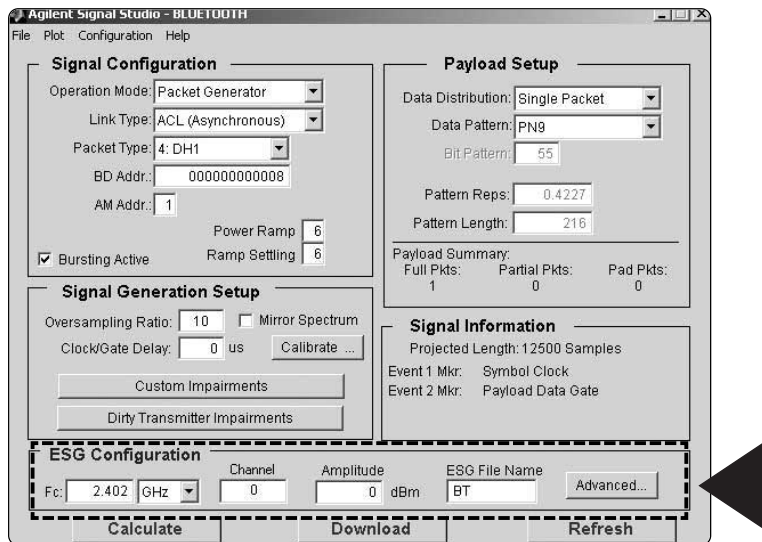 Agilent Signal Studio - BLUETOOTH
File Plot Configuration Help
Signal Configuration
Operation Mode: Packet Generator
Link Type: ACL (Asynchronous)
Packet Type: 4: DH1
BD Addr.: 000000000008
AM Addr.: 1
Power Ramp 6
Bursting Active
Ramp Settling 6
Payload Setup
Data Distribution: Single Packet
Data Pattern: PN9
Bit Pattern: 55
Pattern Reps: 0.4227
Pattern Length: 216
Payload Summary:
Full Pkts: Partial Pkts: Pad Pkts:
1 0 0
Signal Generation Setup
Oversampling Ratio: 10 Mirror Spectrum
Clock/Gate Delay: 0 us Calibrate ...
Custom Impairments
Dirty Transmitter Impairments
Signal Information
Projected Length: 12500 Samples
Event 1 Mkr: Symbol Clock
Event 2 Mkr: Payload Data Gate
ESG Configuration
Channel Amplitude ESG File Name
Fc: 2.402 GHz 0 0 dBm BT Advanced...
Calculate Download Refresh